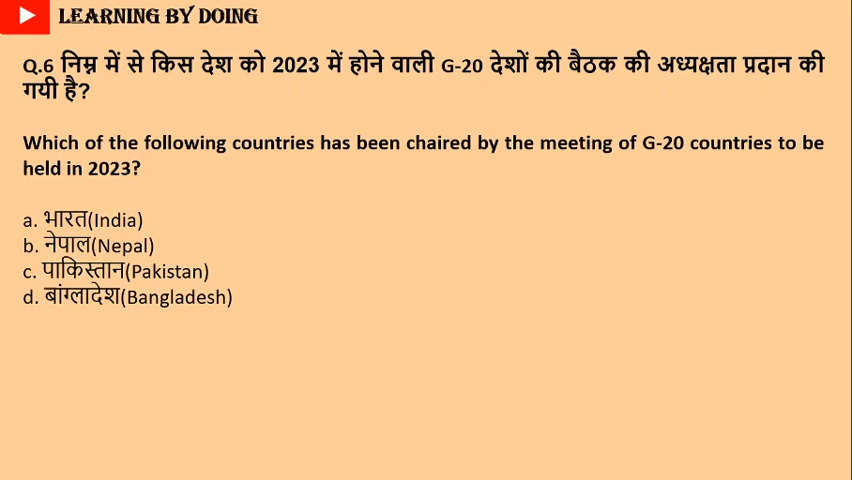 LEARNING BY DOING
Q.6 निम्न में से किस देश को 2023 में होने वाली G-20 देशों की बैठक की अध्यक्षता प्रदान की
गयी है?
Which of the following countries has been chaired by the meeting of G-20 countries to be
held in 2023?
a. भारत(India)
b. नेपाल(Nepal)
c. पाकिस्तान(Pakistan)
d. बांग्लादेश(Bangladesh)